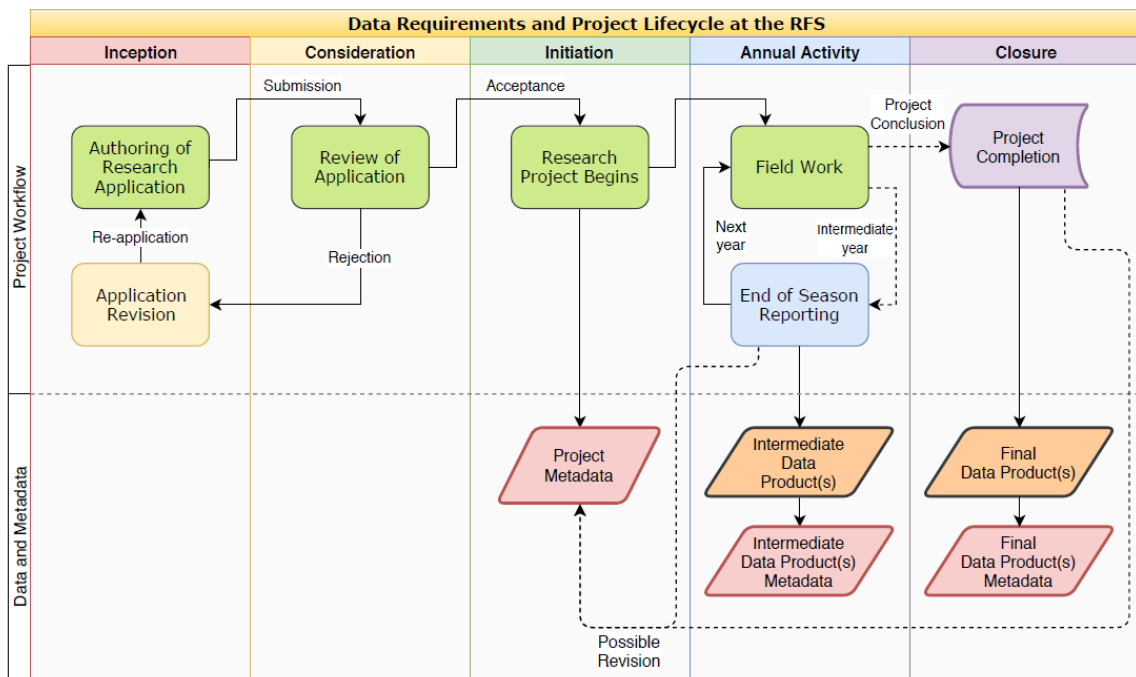 Data Requirements and Project Lifecycle at the RFS
Inception
Consideration
Initiation
Annual Activity
Closure
Project Workflow
Submission
Acceptance
Project
Conclusion
Authoring of
Research
Application
Review of
Application
Research
Project Begins
Field Work
Project
Completion
Re-application
Rejection
Next
year
Intermediate
year
Application
Revision
End of Season
Reporting
Data and Metadata
Project
Metadata
Intermediate
Data
Product(s)
Final
Data Product(s)
Intermediate
Data Product(s)
Metadata
Final
Data Product(s)
Metadata
Possible
Revision